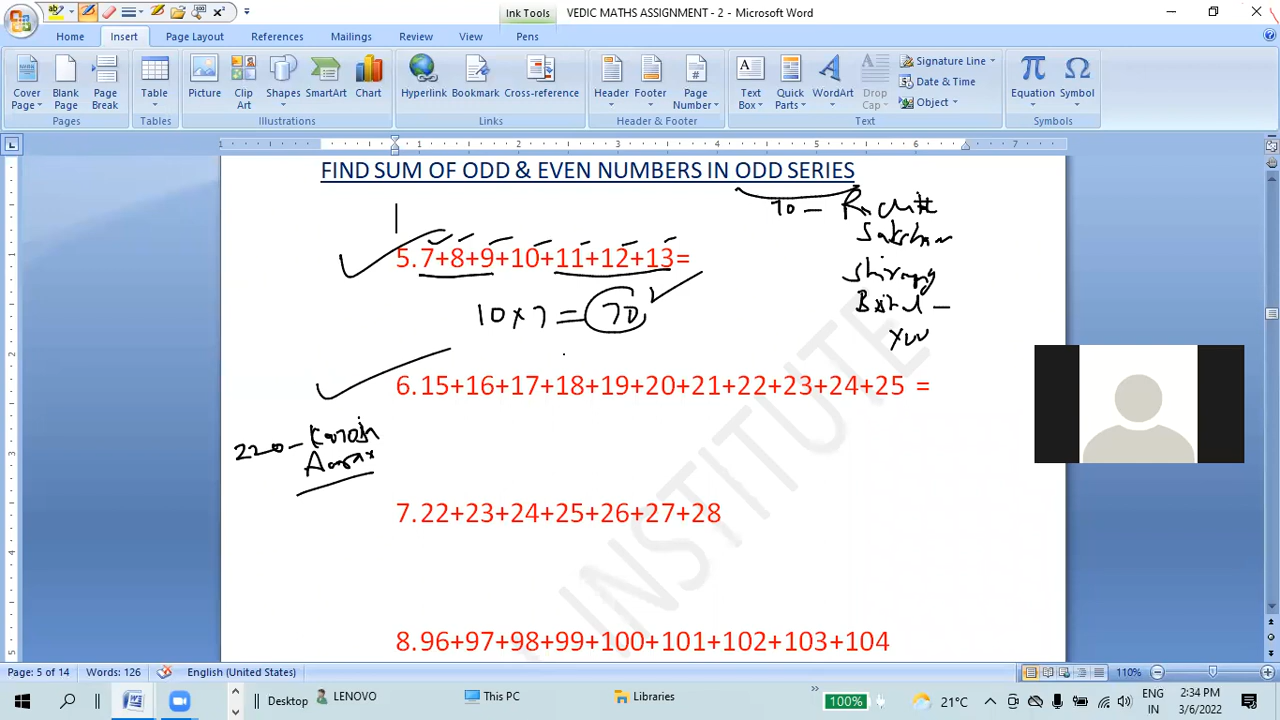 Ink Tools
VEDIC MATHS ASSIGNMENT - 2 - Microsoft Word
Home Insert Page Layout References Mailings Review View Pens
Cover Page Blank Page Page Break Table Picture Clip Art Shapes SmartArt Chart Hyperlink Bookmark Cross-reference Header Footer Page Number Text Box Quick Parts WordArt Drop Cap Signature Line Date & Time Object Equation Symbol
Pages Tables Illustrations Links Header & Footer Text Symbols
FIND SUM OF ODD & EVEN NUMBERS IN ODD SERIES
70 -
5.7+8+9+10+11+12+13=
10 x 7 = 70
6.15+16+17+18+19+20+21+22+23+24+25 =
220 -
7.22+23+24+25+26+27+28
INSTITUTE
8.96+97+98+99+100+101+102+103+104
Page: 5 of 14 Words: 126 English (United States) 110%
Desktop LENOVO This PC Libraries 100% 21°C ENG IN 2:34 PM 3/6/2022